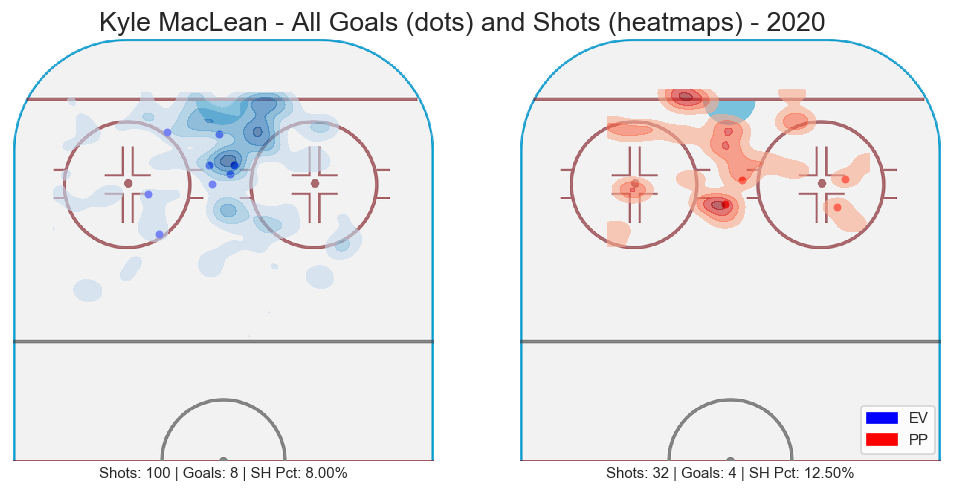 Kyle MacLean - All Goals (dots) and Shots (heatmaps) - 2020
EV
PP
Shots: 100 | Goals: 8 | SH Pct: 8.00%
Shots: 32 | Goals: 4 | SH Pct: 12.50%